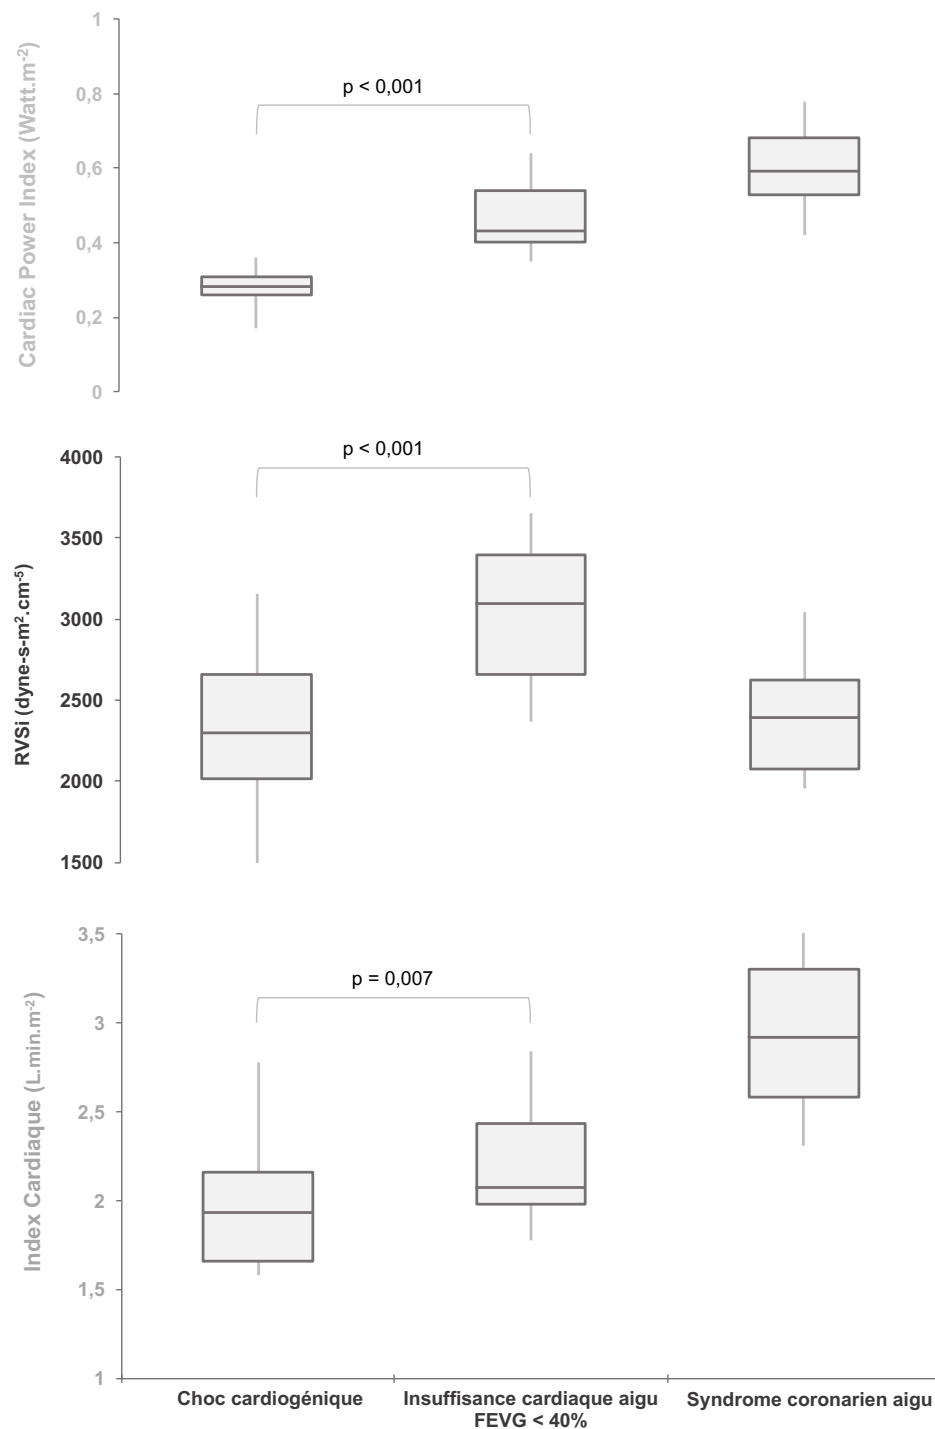 Cardiac Power Index (Watt.m⁻²)
1
0,8
0,6
0,4
0,2
0
p < 0,001
RVSi (dyne-s-m².cm⁻⁵)
4000
3500
3000
2500
2000
1500
p < 0,001
Index Cardiaque (L.min.m⁻²)
3,5
3
2,5
2
1,5
1
p = 0,007
Choc cardiogénique
Insuffisance cardiaque aigu
FEVG < 40%
Syndrome coronarien aigu